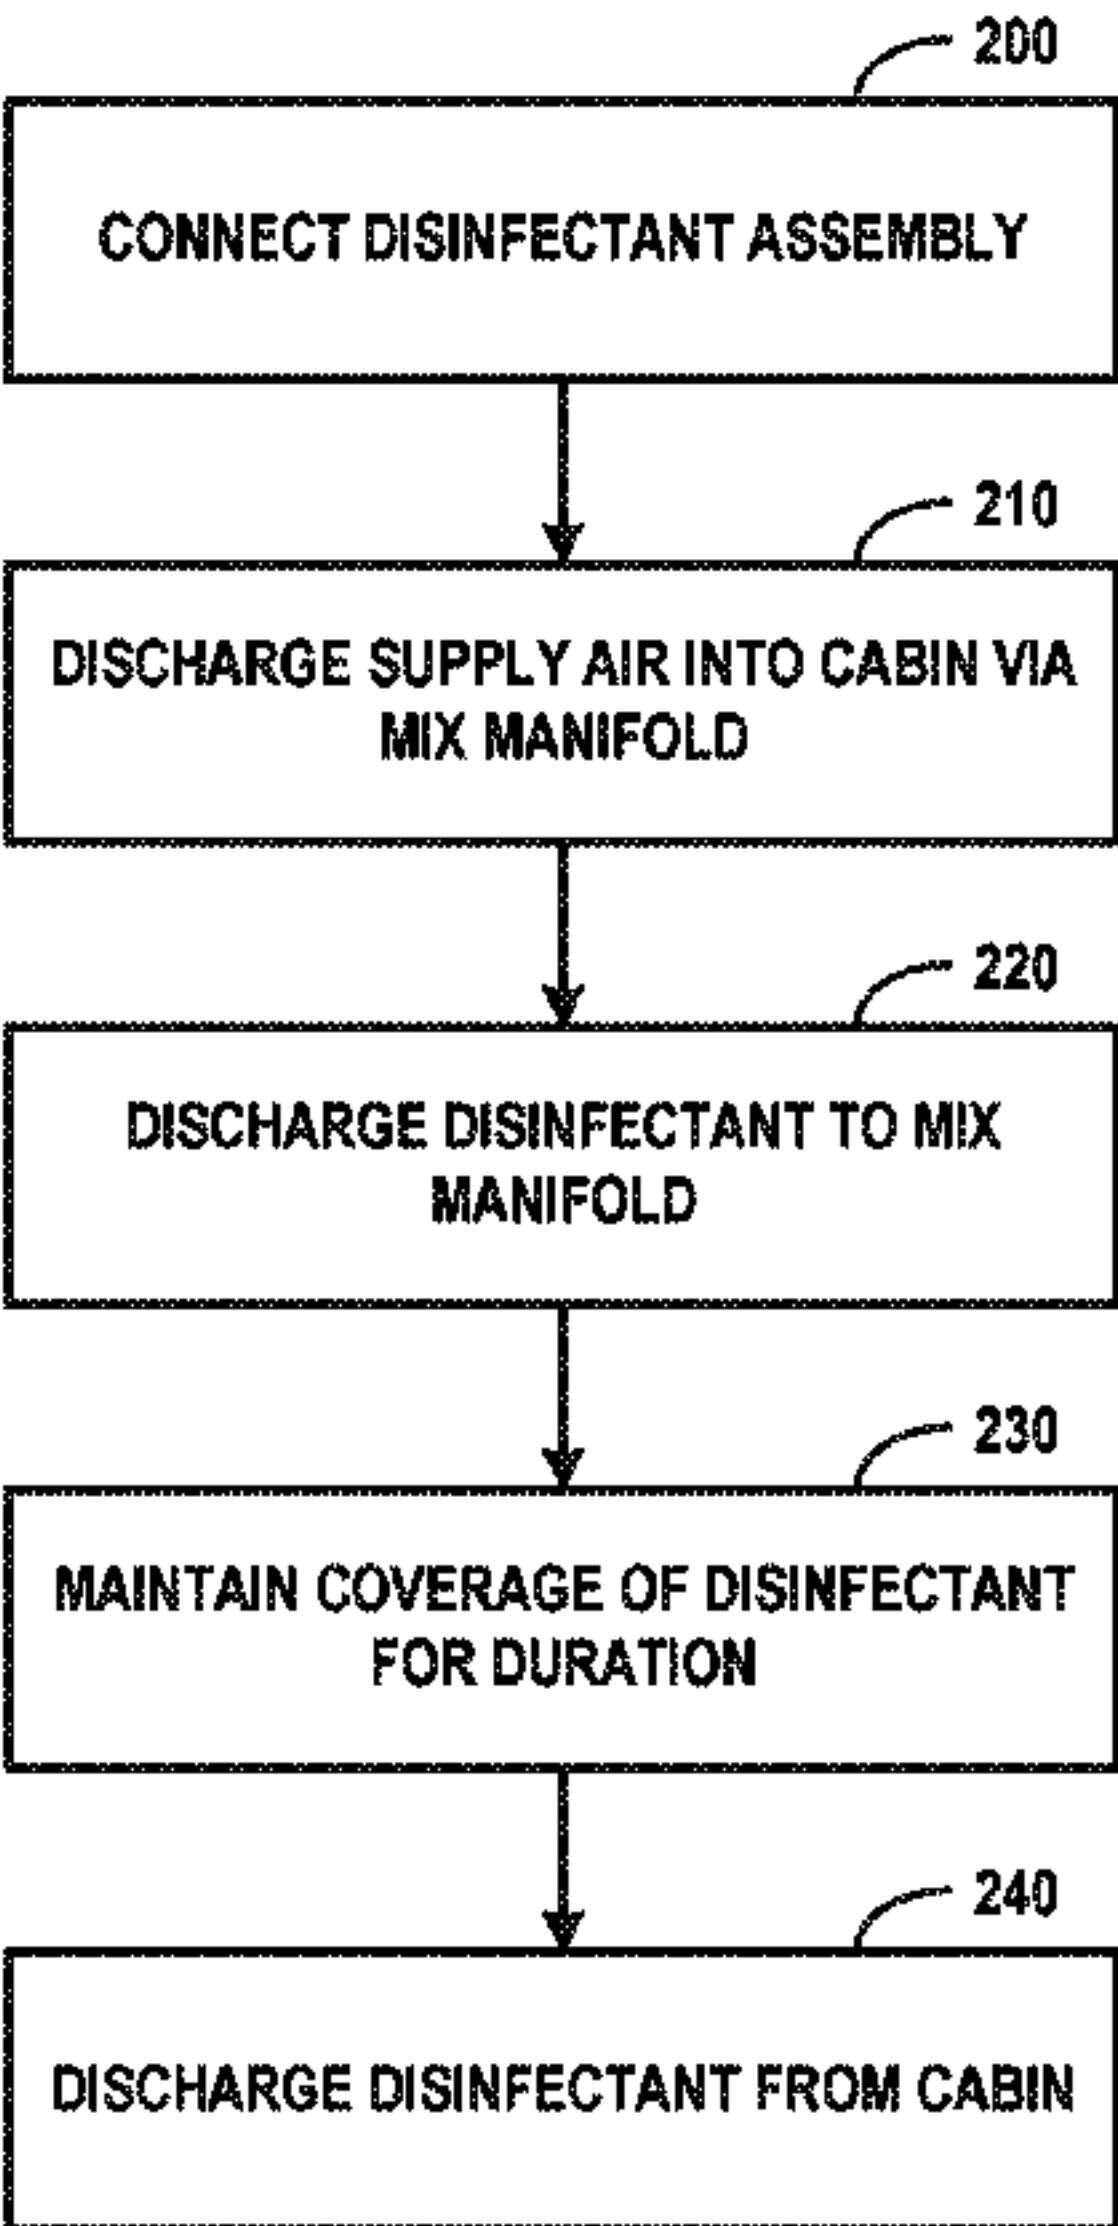 200
CONNECT DISINFECTANT ASSEMBLY
210
DISCHARGE SUPPLY AIR INTO CABIN VIA
MIX MANIFOLD
220
DISCHARGE DISINFECTANT TO MIX
MANIFOLD
230
MAINTAIN COVERAGE OF DISINFECTANT
FOR DURATION
240
DISCHARGE DISINFECTANT FROM CABIN